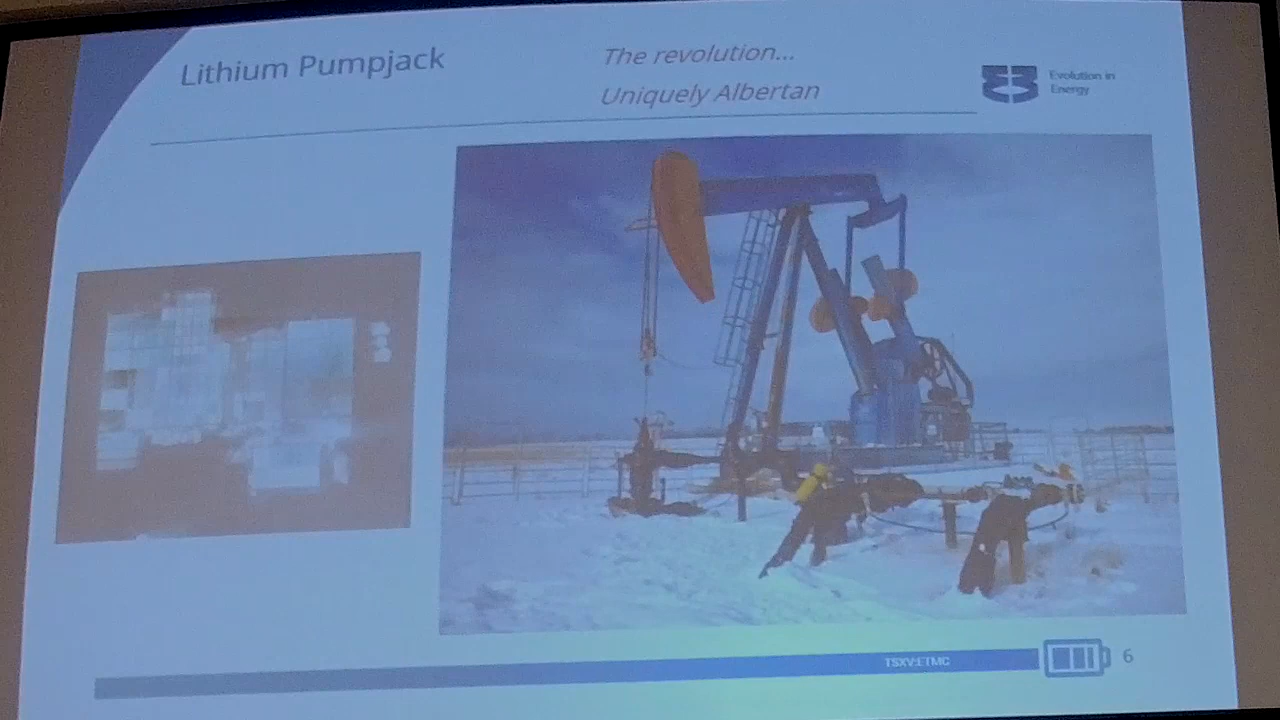 Lithium Pumpjack
The revolution...
Uniquely Albertan
Evolution in
Energy
TSXV:ETMC
6